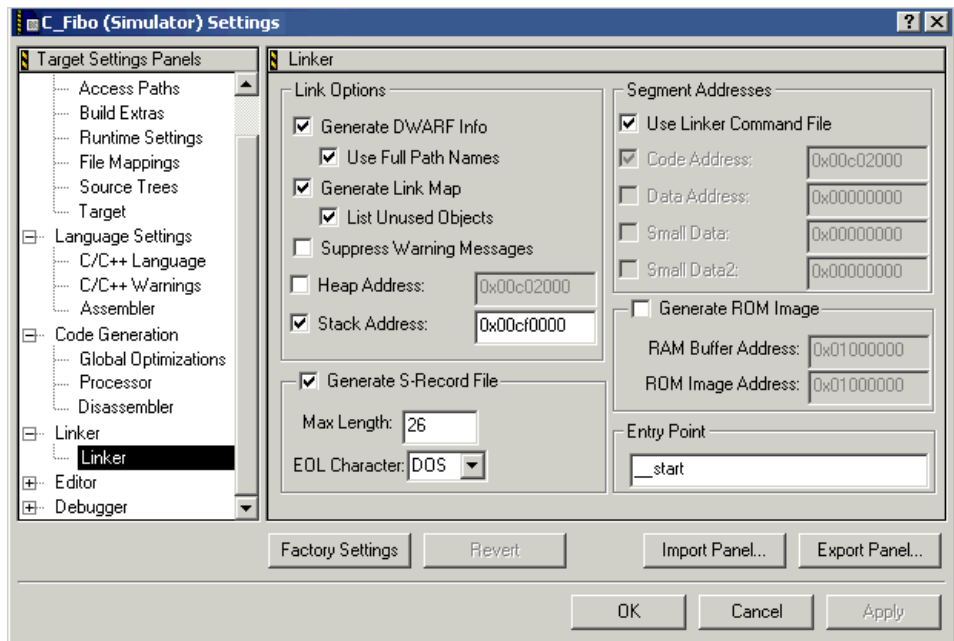 C_Fibo (Simulator) Settings
Target Settings Panels
Access Paths
Build Extras
Runtime Settings
File Mappings
Source Trees
Target
Language Settings
C/C++ Language
C/C++ Warnings
Assembler
Code Generation
Global Optimizations
Processor
Disassembler
Linker
Linker
Editor
Debugger
Linker
Link Options
Generate DWARF Info
Use Full Path Names
Generate Link Map
List Unused Objects
Suppress Warning Messages
Heap Address: 0x00c02000
Stack Address: 0x00cf0000
Generate S-Record File
Max Length: 26
EOL Character: DOS
Segment Addresses
Use Linker Command File
Code Address: 0x00c02000
Data Address: 0x00000000
Small Data: 0x00000000
Small Data2: 0x00000000
Generate ROM Image
RAM Buffer Address: 0x01000000
ROM Image Address: 0x01000000
Entry Point
__start
Factory Settings Revert Import Panel... Export Panel...
OK Cancel Apply